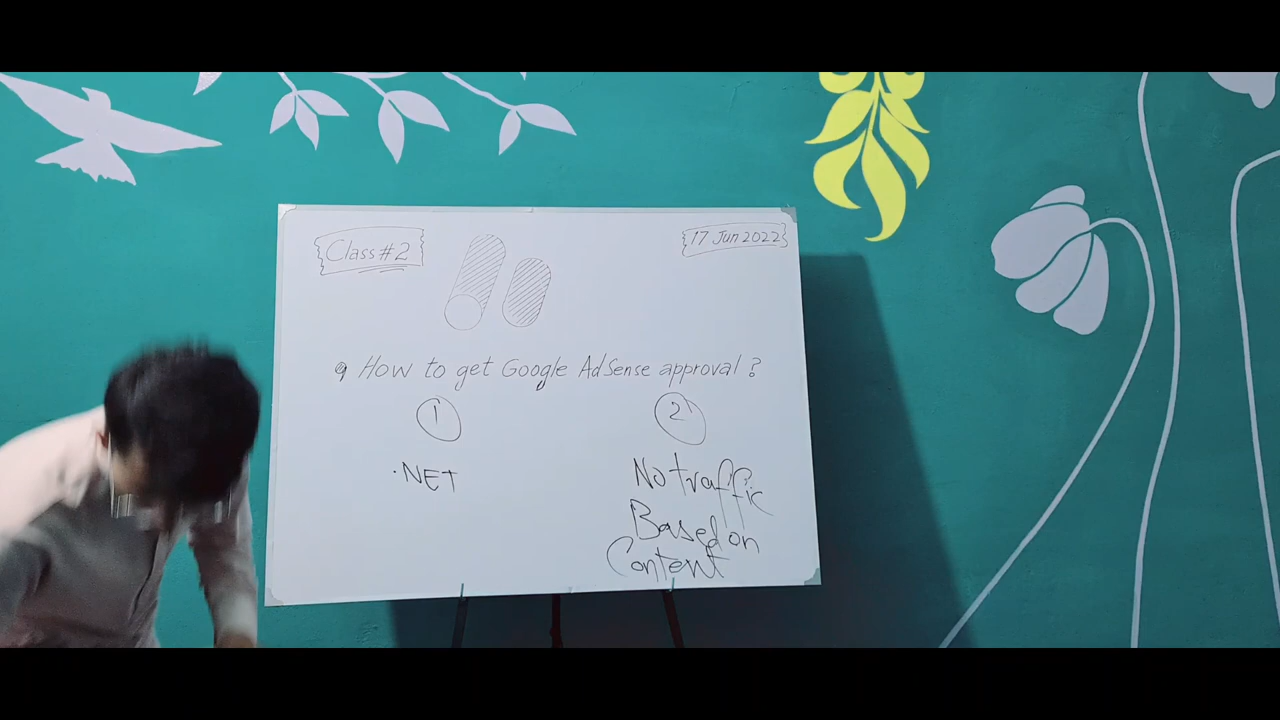 Class#2
17 Jun 2022
How to get Google AdSense approval?
1
2
.NET
No traffic
Based on
Content